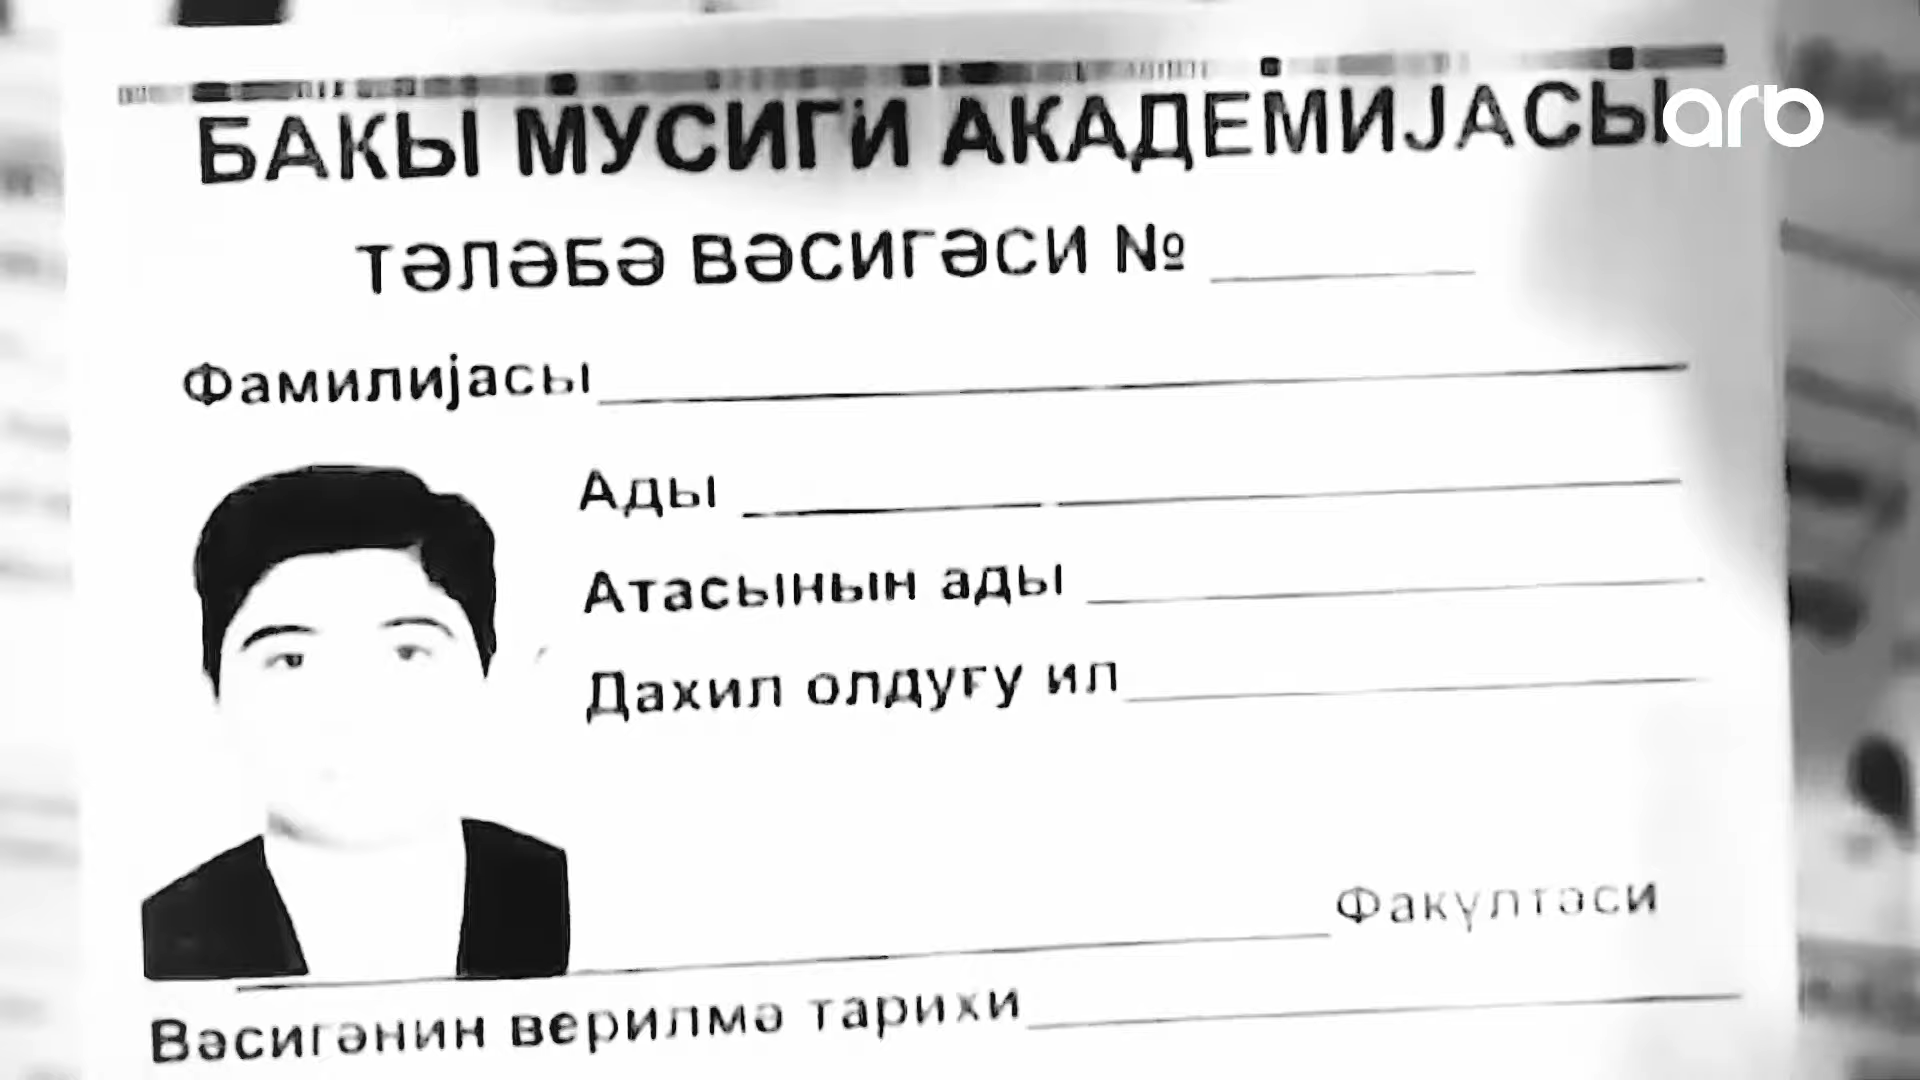 arb
БАКЫ МУСИГИ АКАДЕМИЈАСЫ
ТӘЛӘБӘ ВӘСИГӘСИ №
Фамилијасы
Ады
Атасынын ады
Дахил олдуғу ил
Факүлтәси
Вәсигәнин верилмә тарихи